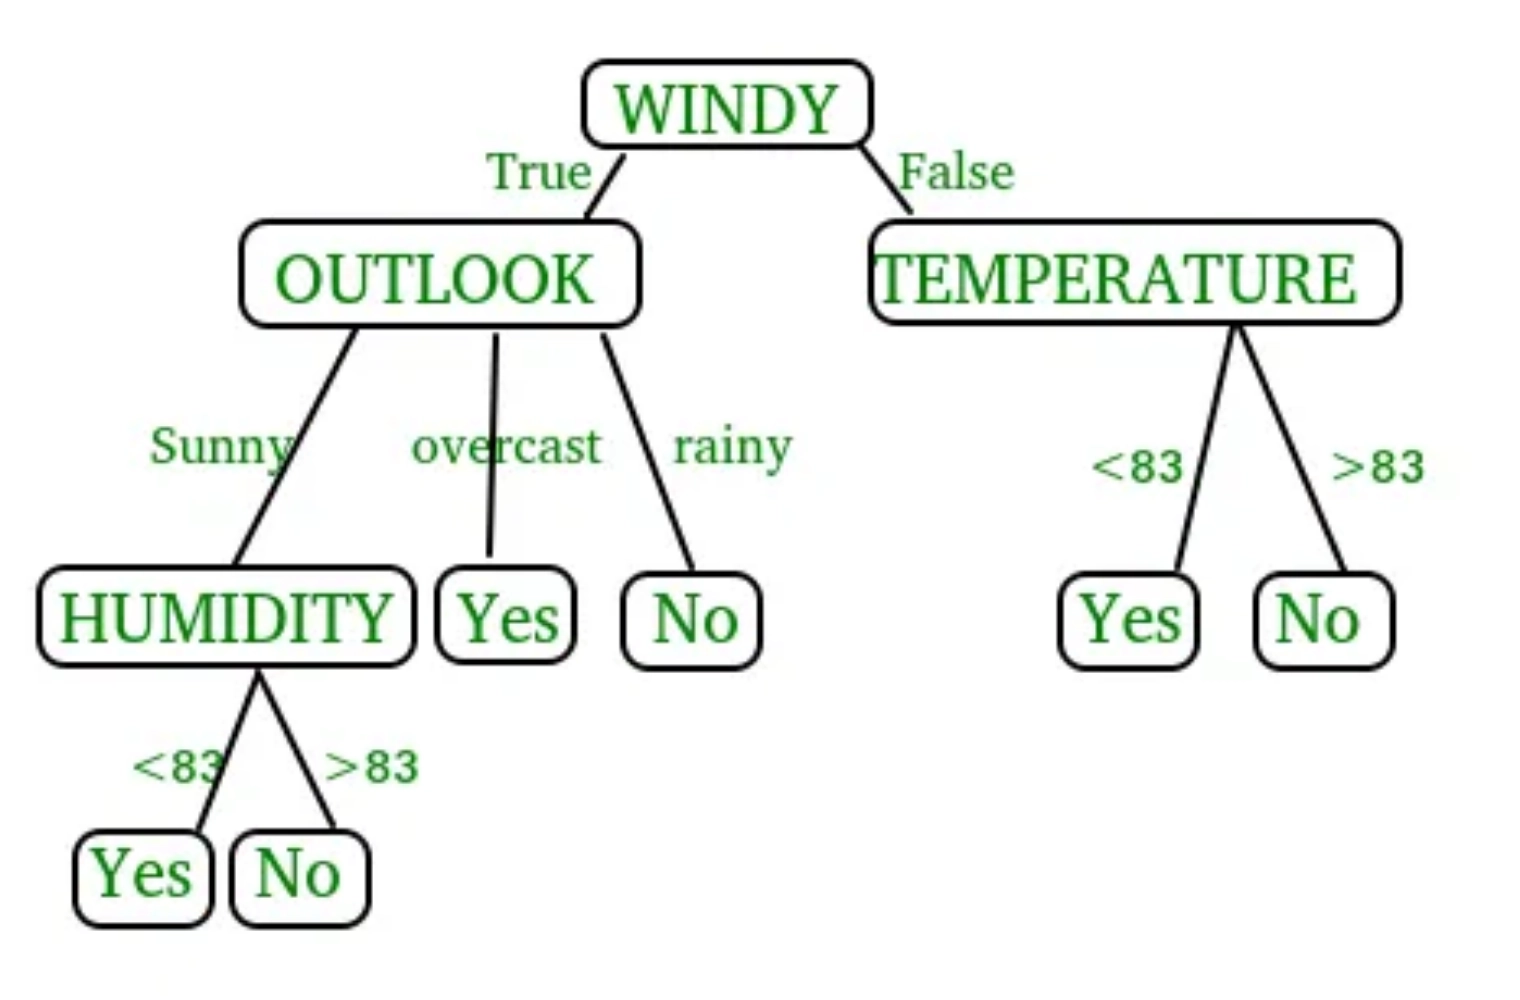 WINDY
True False
OUTLOOK TEMPERATURE
Sunny overcast rainy
<83 >83
HUMIDITY Yes No Yes No
<83 >83
Yes No